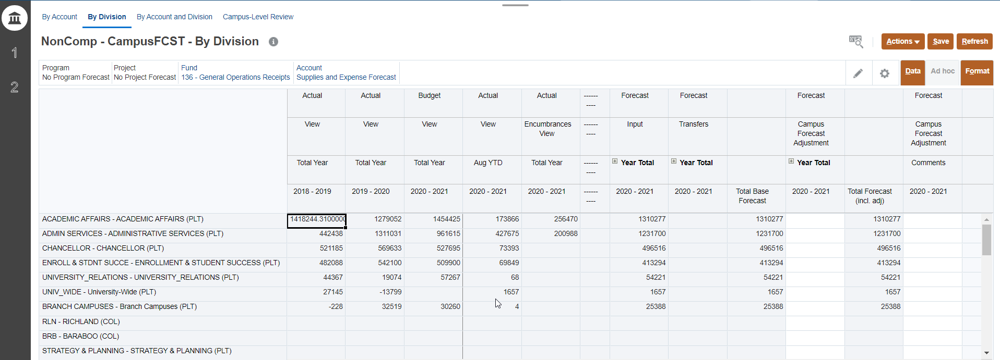 By Account By Division By Account and Division Campus-Level Review
NonComp - CampusFCST - By Division i
Actions Save Refresh
1
2
Program Project Fund Account
No Program Forecast No Project Forecast 136 - General Operations Receipts Supplies and Expense Forecast
Data Ad hoc Format
Actual Actual Budget Actual Actual ------ Forecast Forecast Forecast Forecast
----
View View View View Encumbrances ------ Input Transfers Campus Campus
View ---- Forecast Forecast
Adjustment Adjustment
Total Year Total Year Total Year Aug YTD Total Year ------ Year Total Year Total Year Total Comments
----
2018 - 2019 2019 - 2020 2020 - 2021 2020 - 2021 2020 - 2021 ------ 2020 - 2021 2020 - 2021 Total Base 2020 - 2021 Total Forecast 2020 - 2021
---- Forecast (incl. adj)
ACADEMIC AFFAIRS - ACADEMIC AFFAIRS (PLT) 1418244.3100000 1279052 1454425 173866 256470 1310277 1310277 1310277
ADMIN SERVICES - ADMINISTRATIVE SERVICES (PLT) 442438 1311031 961615 427675 200988 1231700 1231700 1231700
CHANCELLOR - CHANCELLOR (PLT) 521185 569633 527695 73393 496516 496516 496516
ENROLL & STDNT SUCCE - ENROLLMENT & STUDENT SUCCESS (PLT) 482088 542100 509900 69849 413294 413294 413294
UNIVERSITY_RELATIONS - UNIVERSITY_RELATIONS (PLT) 44367 19074 57267 68 54221 54221 54221
UNIV_WIDE - University-Wide (PLT) 27145 -13799 1657 1657 1657 1657
BRANCH CAMPUSES - Branch Campuses (PLT) -228 32519 30260 4 25388 25388 25388
RLN - RICHLAND (COL)
BRB - BARABOO (COL)
STRATEGY & PLANNING - STRATEGY & PLANNING (PLT)